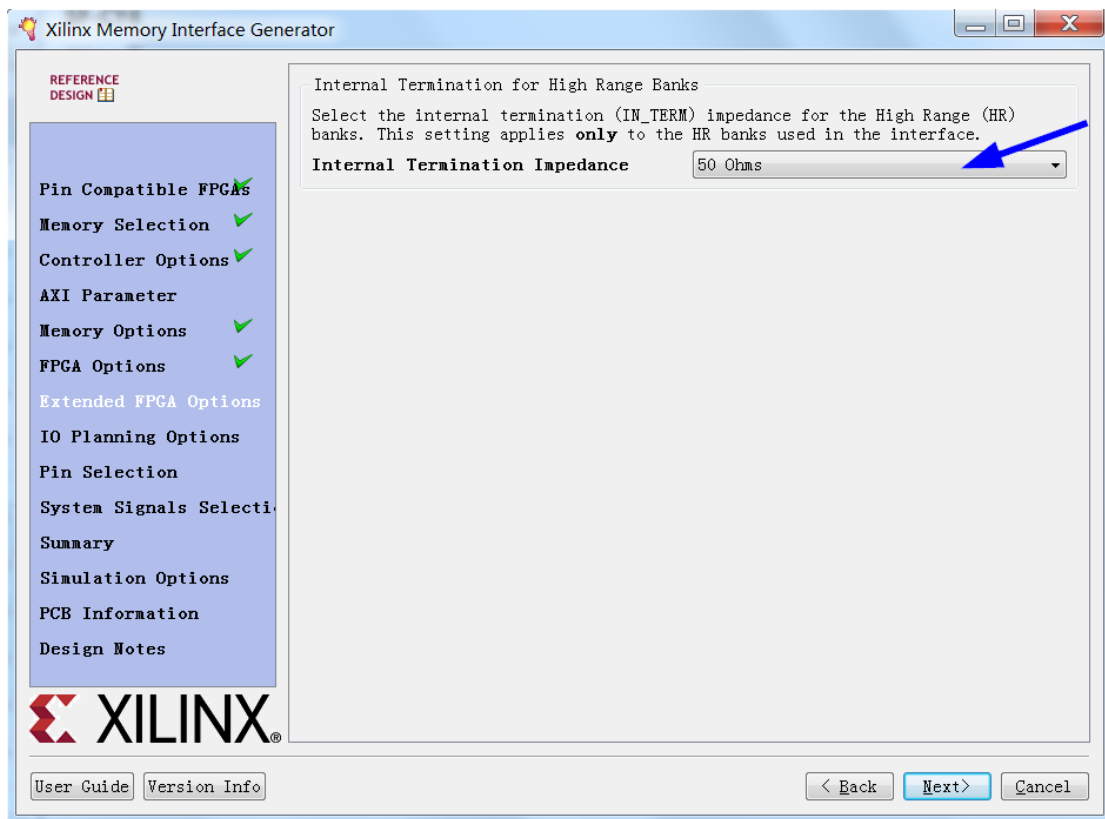 Xilinx Memory Interface Generator
REFERENCE
DESIGN
Pin Compatible FPGAs
Memory Selection
Controller Options
AXI Parameter
Memory Options
FPGA Options
Extended FPGA Options
IO Planning Options
Pin Selection
System Signals Selecti
Summary
Simulation Options
PCB Information
Design Notes
XILINX®
Internal Termination for High Range Banks
Select the internal termination (IN_TERM) impedance for the High Range (HR)
banks. This setting applies only to the HR banks used in the interface.
Internal Termination Impedance 50 Ohms
User Guide Version Info < Back Next> Cancel